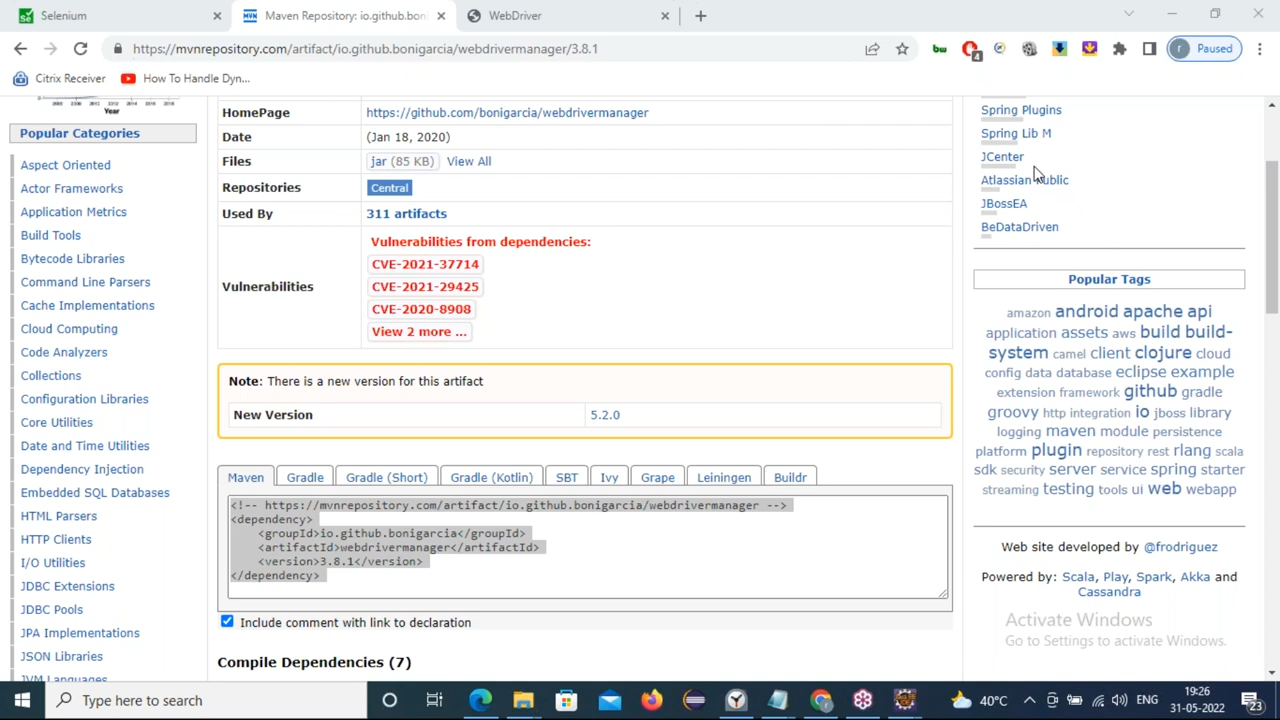 Selenium
Maven Repository: io.github.boni
WebDriver
https://mvnrepository.com/artifact/io.github.bonigarcia/webdrivermanager/3.8.1
bw
4
r
Paused
Citrix Receiver
How To Handle Dyn...
Year
Popular Categories
Aspect Oriented
Actor Frameworks
Application Metrics
Build Tools
Bytecode Libraries
Command Line Parsers
Cache Implementations
Cloud Computing
Code Analyzers
Collections
Configuration Libraries
Core Utilities
Date and Time Utilities
Dependency Injection
Embedded SQL Databases
HTML Parsers
HTTP Clients
I/O Utilities
JDBC Extensions
JDBC Pools
JPA Implementations
JSON Libraries
JVM Languages
HomePage https://github.com/bonigarcia/webdrivermanager
Date (Jan 18, 2020)
Files jar (85 KB) View All
Repositories Central
Used By 311 artifacts
Vulnerabilities
Vulnerabilities from dependencies:
CVE-2021-37714
CVE-2021-29425
CVE-2020-8908
View 2 more ...
Note: There is a new version for this artifact
New Version 5.2.0
Maven Gradle Gradle (Short) Gradle (Kotlin) SBT Ivy Grape Leiningen Buildr
<!-- https://mvnrepository.com/artifact/io.github.bonigarcia/webdrivermanager -->
<dependency>
<groupId>io.github.bonigarcia</groupId>
<artifactId>webdrivermanager</artifactId>
<version>3.8.1</version>
</dependency>
Include comment with link to declaration
Compile Dependencies (7)
Spring Plugins
Spring Lib M
JCenter
Atlassian Public
JBossEA
BeDataDriven
Popular Tags
amazon android apache api
application assets aws build build-
system camel client clojure cloud
config data database eclipse example
extension framework github gradle
groovy http integration io jboss library
logging maven module persistence
platform plugin repository rest rlang scala
sdk security server service spring starter
streaming testing tools ui web webapp
Web site developed by @frodriguez
Powered by: Scala, Play, Spark, Akka and
Cassandra
Activate Windows
Go to Settings to activate Windows.
Type here to search
40°C
ENG
19:26
31-05-2022
23